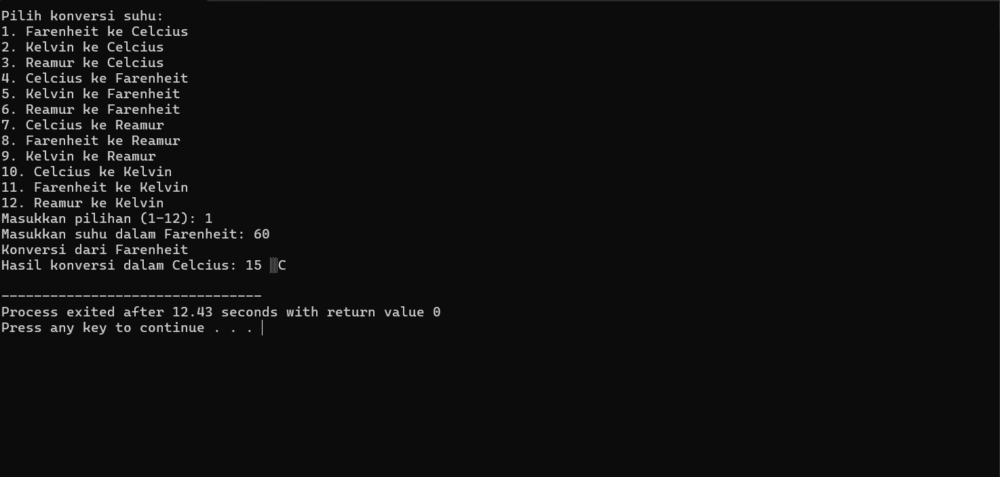 Pilih konversi suhu:
1. Farenheit ke Celcius
2. Kelvin ke Celcius
3. Reamur ke Celcius
4. Celcius ke Farenheit
5. Kelvin ke Farenheit
6. Reamur ke Farenheit
7. Celcius ke Reamur
8. Farenheit ke Reamur
9. Kelvin ke Reamur
10. Celcius ke Kelvin
11. Farenheit ke Kelvin
12. Reamur ke Kelvin
Masukkan pilihan (1-12): 1
Masukkan suhu dalam Farenheit: 60
Konversi dari Farenheit
Hasil konversi dalam Celcius: 15 ▒C
--------------------------------
Process exited after 12.43 seconds with return value 0
Press any key to continue . . .